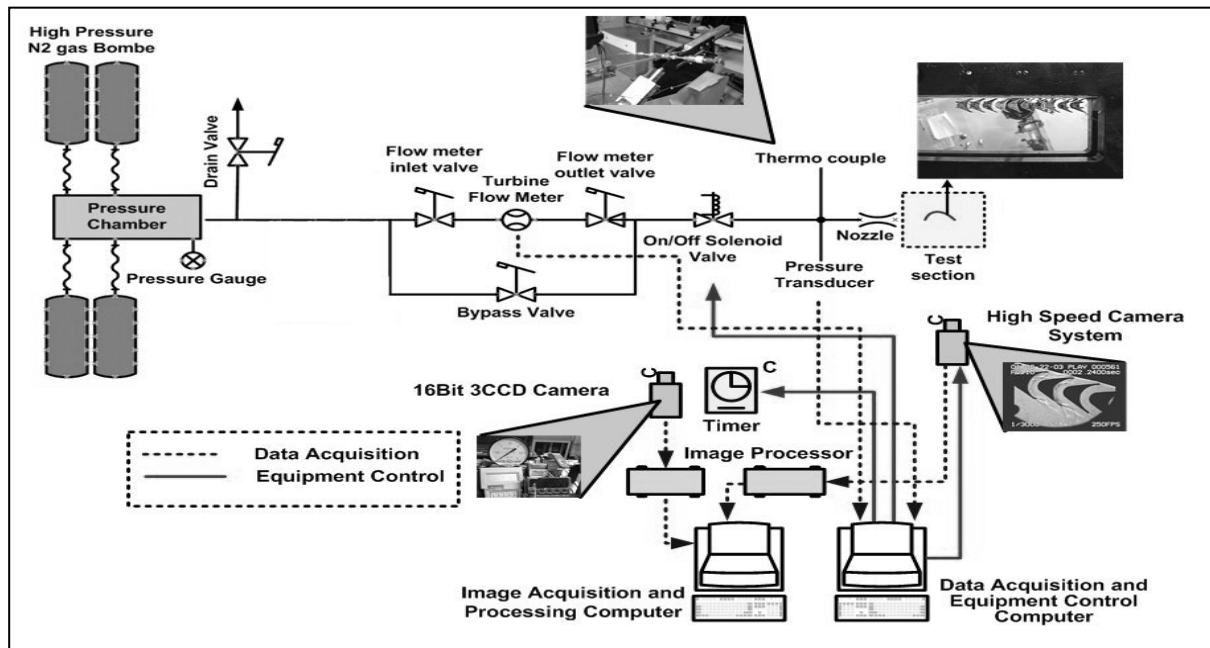 High Pressure
N2 gas Bombe
Drain Valve
Flow meter
inlet valve
Turbine
Flow Meter
Flow meter
outlet valve
Thermo couple
Pressure
Chamber
Pressure Gauge
Bypass Valve
On/Off Solenoid
Valve
Nozzle
Pressure
Transducer
Test
section
High Speed Camera
System
C
PLAY 000561
250FPS
16Bit 3CCD Camera
C
C
Timer
Data Acquisition
Equipment Control
Image Processor
Image Acquisition and
Processing Computer
Data Acquisition and
Equipment Control
Computer